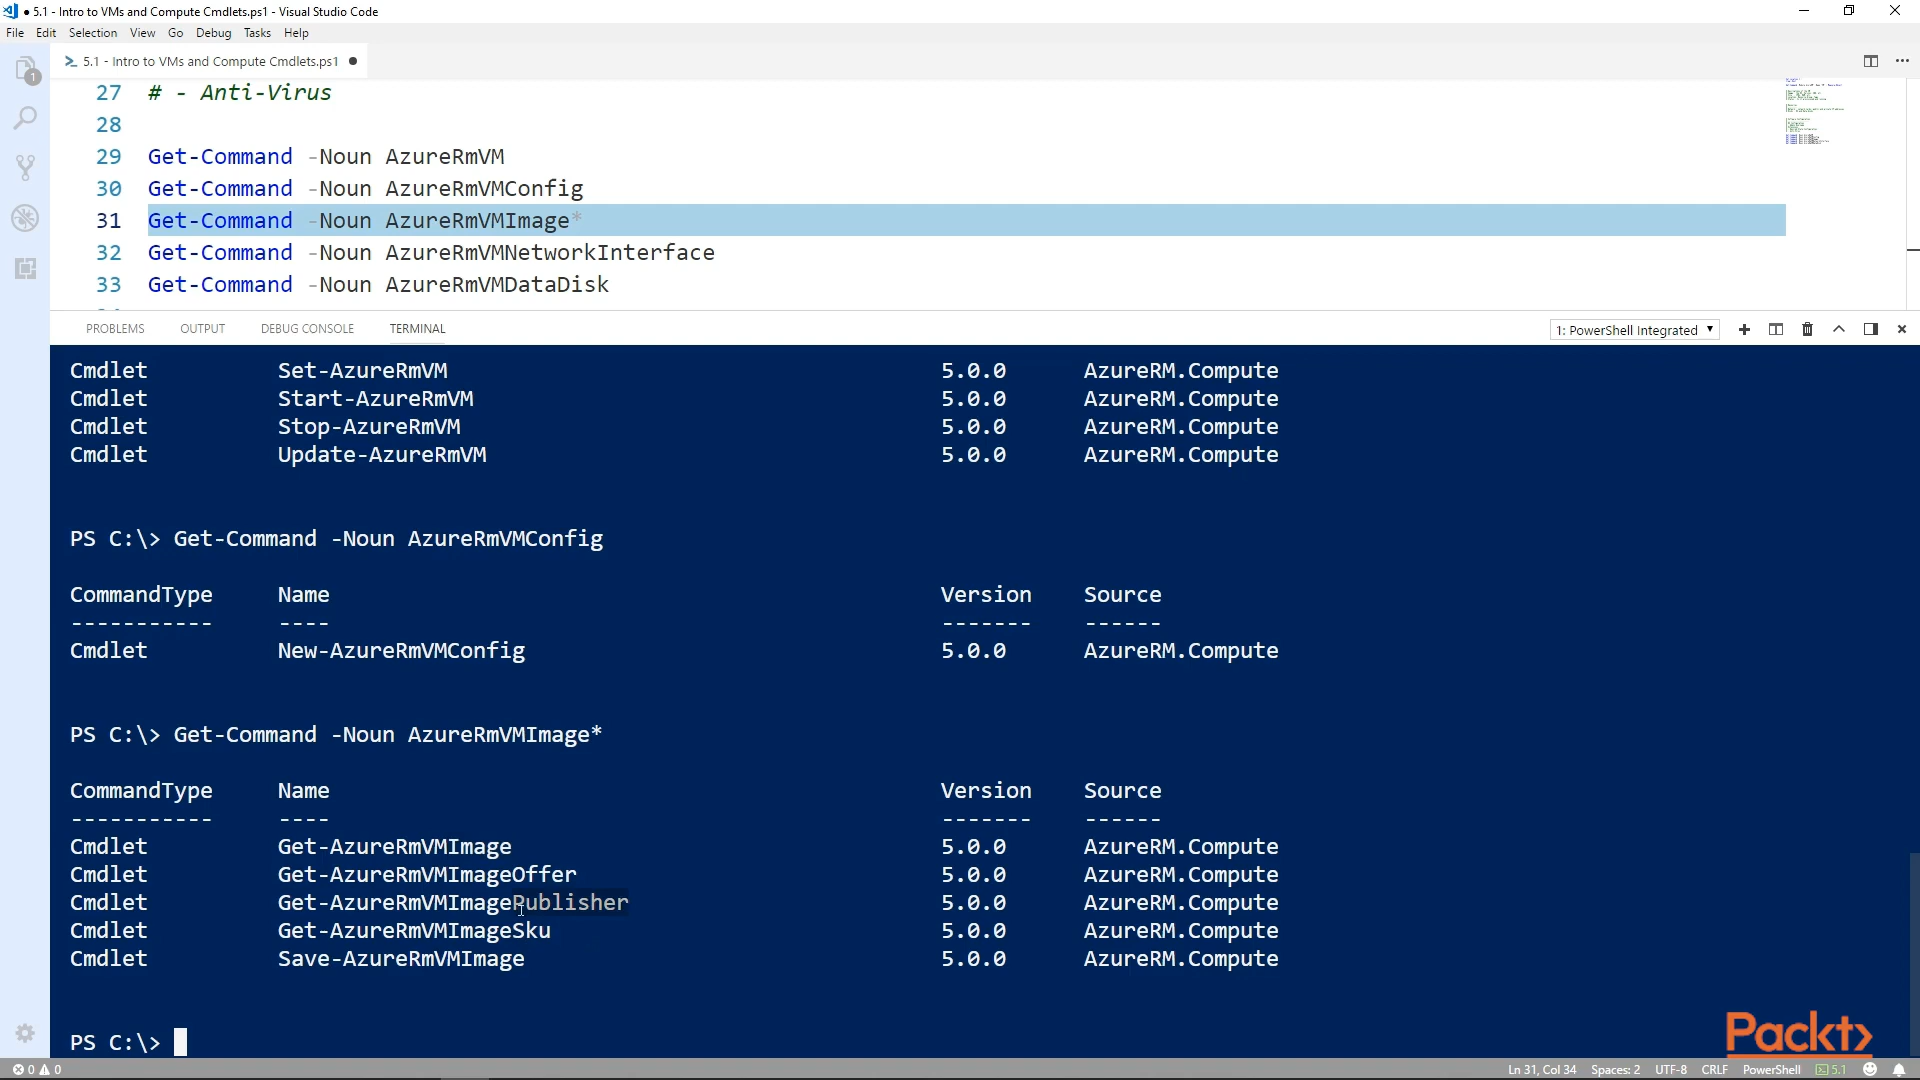 ● 5.1 - Intro to VMs and Compute Cmdlets.ps1 - Visual Studio Code
File Edit Selection View Go Debug Tasks Help
1
5.1 - Intro to VMs and Compute Cmdlets.ps1 ●
27 # - Anti-Virus
28
29 Get-Command -Noun AzureRmVM
30 Get-Command -Noun AzureRmVMConfig
31 Get-Command -Noun AzureRmVMImage*
32 Get-Command -Noun AzureRmVMNetworkInterface
33 Get-Command -Noun AzureRmVMDataDisk
PROBLEMS OUTPUT DEBUG CONSOLE TERMINAL 1: PowerShell Integrated
Cmdlet Set-AzureRmVM 5.0.0 AzureRM.Compute
Cmdlet Start-AzureRmVM 5.0.0 AzureRM.Compute
Cmdlet Stop-AzureRmVM 5.0.0 AzureRM.Compute
Cmdlet Update-AzureRmVM 5.0.0 AzureRM.Compute
PS C:\> Get-Command -Noun AzureRmVMConfig
CommandType Name Version Source
----------- ---- ------- ------
Cmdlet New-AzureRmVMConfig 5.0.0 AzureRM.Compute
PS C:\> Get-Command -Noun AzureRmVMImage*
CommandType Name Version Source
----------- ---- ------- ------
Cmdlet Get-AzureRmVMImage 5.0.0 AzureRM.Compute
Cmdlet Get-AzureRmVMImageOffer 5.0.0 AzureRM.Compute
Cmdlet Get-AzureRmVMImagePublisher 5.0.0 AzureRM.Compute
Cmdlet Get-AzureRmVMImageSku 5.0.0 AzureRM.Compute
Cmdlet Save-AzureRmVMImage 5.0.0 AzureRM.Compute
PS C:\>
Packt>
0 0 Ln 31, Col 34 Spaces: 2 UTF-8 CRLF PowerShell 5.1